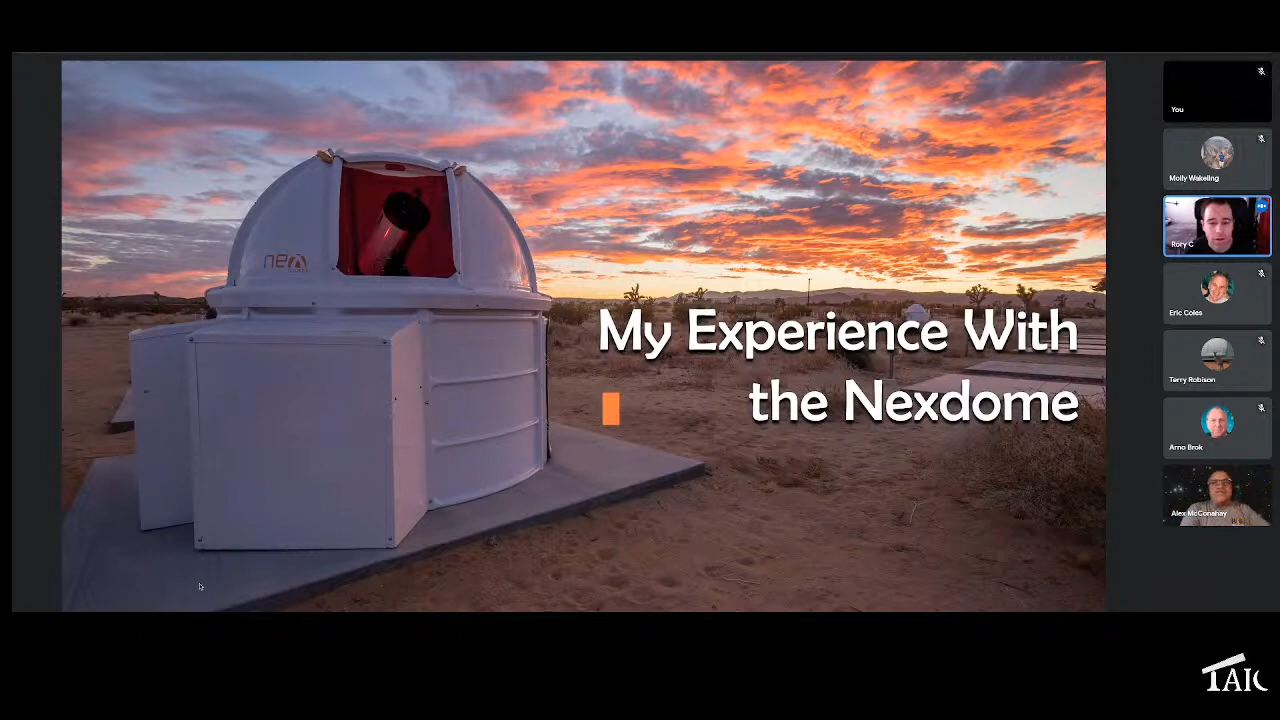 nex
My Experience With
the Nexdome
You
Molly Wakeling
Rory C
Eric Coles
Terry Robison
Arno Brok
Alex McConahay
TAIC